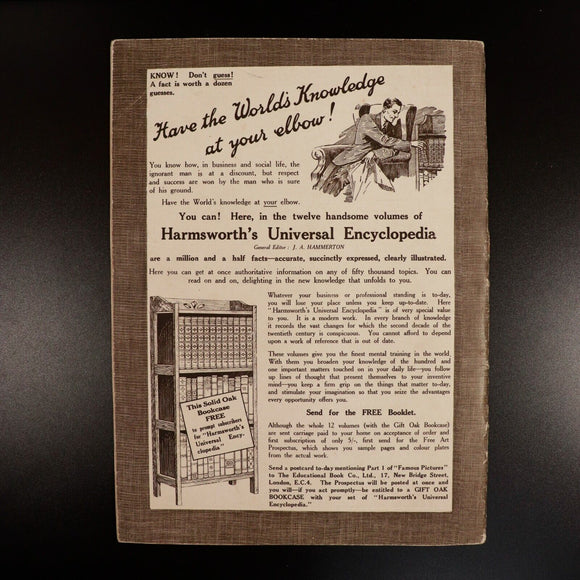 KNOW! Don't guess!
A fact is worth a dozen
guesses.
Have the World's Knowledge
at your elbow!
You know how, in business and social life, the
ignorant man is at a discount, but respect
and success are won by the man who is sure
of his ground.
Have the World's knowledge at your elbow.
You can! Here, in the twelve handsome volumes of
Harmsworth's Universal Encyclopedia
General Editor: J. A. HAMMERTON
are a million and a half facts—accurate, succinctly expressed, clearly illustrated.
Here you can get at once authoritative information on any of fifty thousand topics. You can
read on and on, delighting in the new knowledge that unfolds to you.
Whatever your business or professional standing is to-day,
you will lose your place unless you keep up-to-date. Here
"Harmsworth's Universal Encyclopedia" is of very special value
to you. It is a modern work. In every branch of knowledge
it records the vast changes for which the second decade of the
twentieth century is conspicuous. You cannot afford to depend
upon a work of reference that is out of date.
These volumes give you the finest mental training in the world.
With them you broaden your knowledge of the hundred and
one important matters touched on in your daily life—you follow
up lines of thought that present themselves to your inventive
mind—you keep a firm grip on the things that matter to-day,
and stimulate your imagination so that you seize the advantages
every opportunity offers you.
Send for the FREE Booklet.
Although the whole 12 volumes (with the Gift Oak Bookcase)
are sent carriage paid to your home on acceptance of order and
first subscription of only 5/-, first send for the Free Art
Prospectus, which shows you sample pages and colour plates
from the actual work.
Send a postcard to-day mentioning Part 1 of "Famous Pictures"
to The Educational Book Co., Ltd., 17, New Bridge Street,
London, E.C.4. The Prospectus will be posted at once and
you will—if you act promptly—be entitled to a GIFT OAK
BOOKCASE with your set of "Harmsworth's Universal
Encyclopedia."
This Solid Oak
Bookcase
FREE
to prompt subscribers
for "Harmsworth's
Universal Ency-
clopedia"